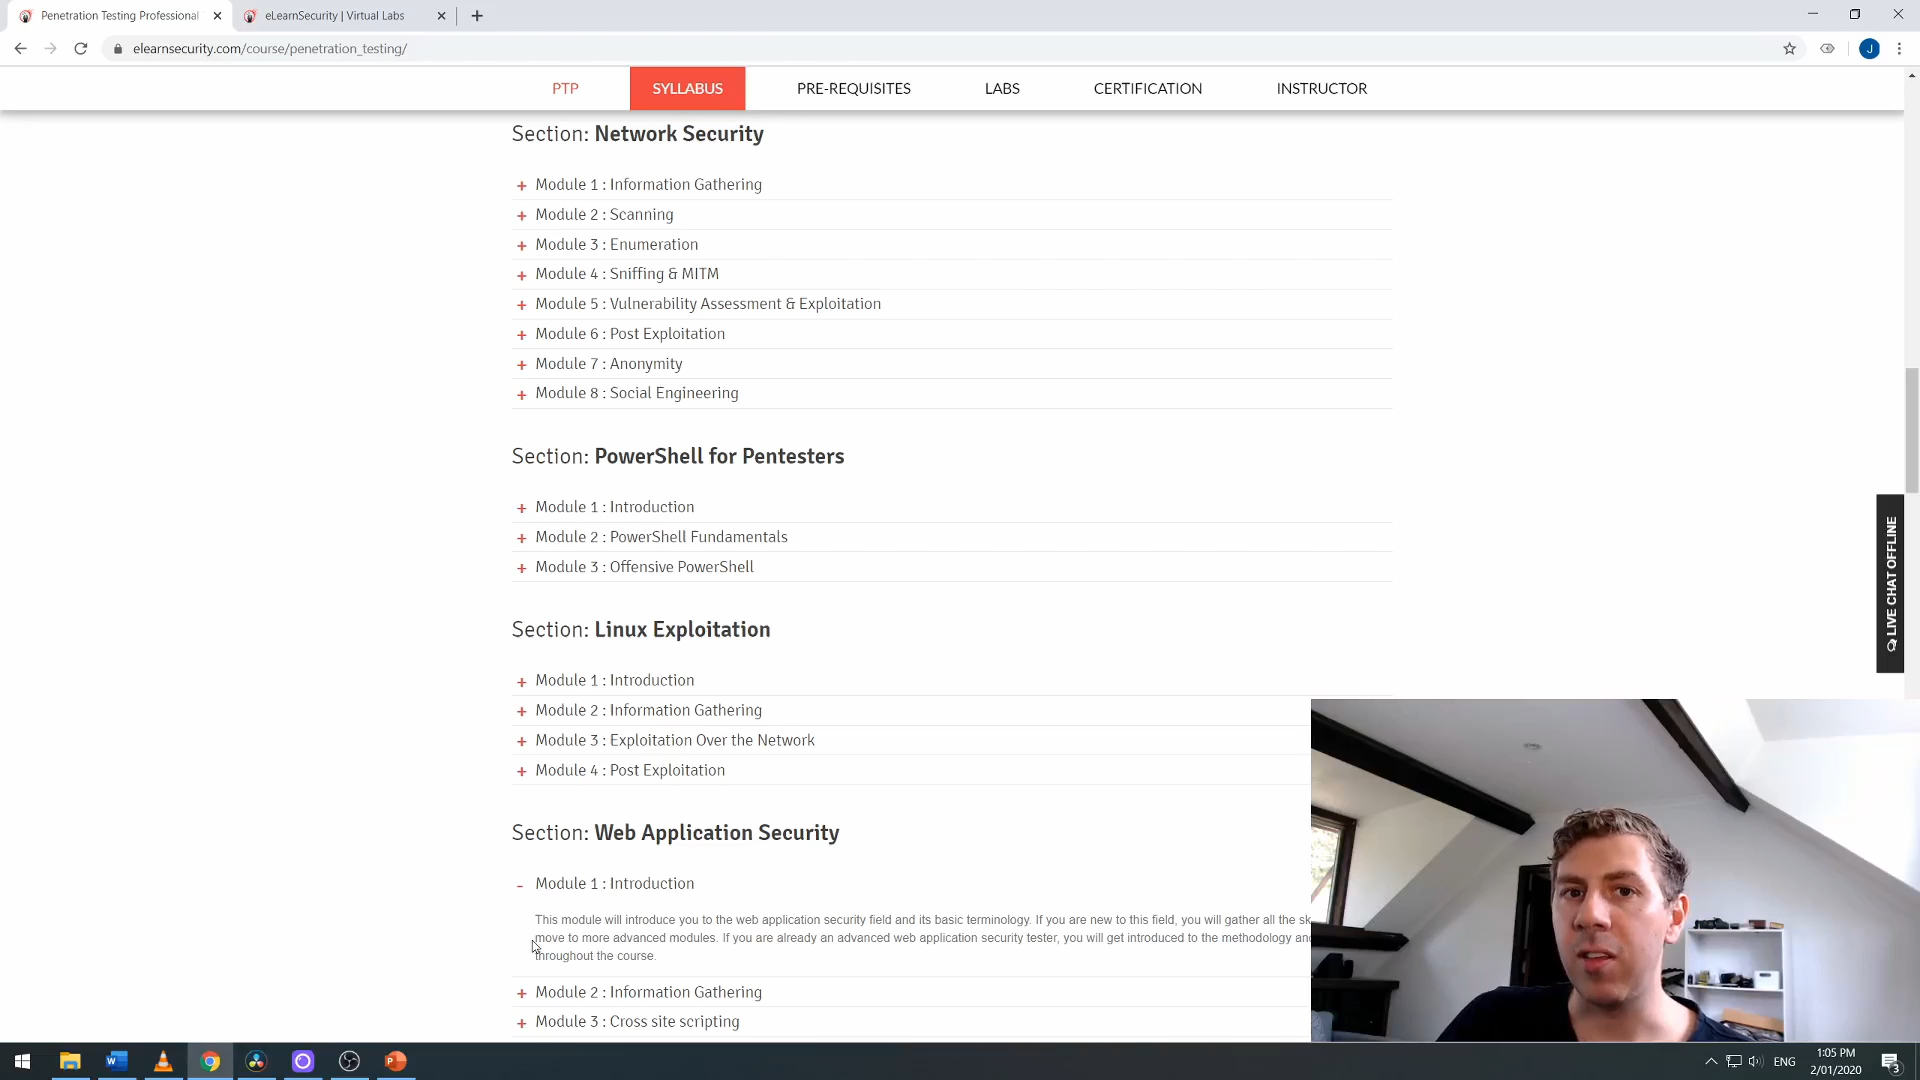 Penetration Testing Professional
eLearnSecurity | Virtual Labs
elearnsecurity.com/course/penetration_testing/
J
PTP
SYLLABUS
PRE-REQUISITES
LABS
CERTIFICATION
INSTRUCTOR
Section: Network Security
+ Module 1 : Information Gathering
+ Module 2 : Scanning
+ Module 3 : Enumeration
+ Module 4 : Sniffing & MITM
+ Module 5 : Vulnerability Assessment & Exploitation
+ Module 6 : Post Exploitation
+ Module 7 : Anonymity
+ Module 8 : Social Engineering
Section: PowerShell for Pentesters
+ Module 1 : Introduction
+ Module 2 : PowerShell Fundamentals
+ Module 3 : Offensive PowerShell
LIVE CHAT OFFLINE
Section: Linux Exploitation
+ Module 1 : Introduction
+ Module 2 : Information Gathering
+ Module 3 : Exploitation Over the Network
+ Module 4 : Post Exploitation
Section: Web Application Security
- Module 1 : Introduction
This module will introduce you to the web application security field and its basic terminology. If you are new to this field, you will gather all the sk
move to more advanced modules. If you are already an advanced web application security tester, you will get introduced to the methodology and
throughout the course.
+ Module 2 : Information Gathering
+ Module 3 : Cross site scripting
ENG
1:05 PM
2/01/2020
3